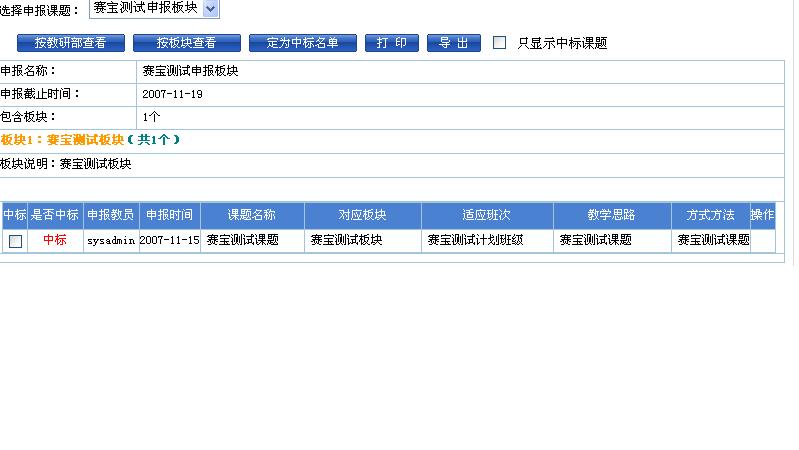 选择申报课题： 赛宝测试申报板块
按教研部查看 按板块查看 定为中标名单 打 印 导 出 只显示中标课题
申报名称： 赛宝测试申报板块
申报截止时间： 2007-11-19
包含板块： 1个
板块1：赛宝测试板块（共1个）
板块说明：赛宝测试板块
中标 是否中标 申报教员 申报时间 课题名称 对应板块 适应班次 教学思路 方式方法 操作
中标 sysadmin 2007-11-15 赛宝测试课题 赛宝测试板块 赛宝测试计划班级 赛宝测试课题 赛宝测试课题